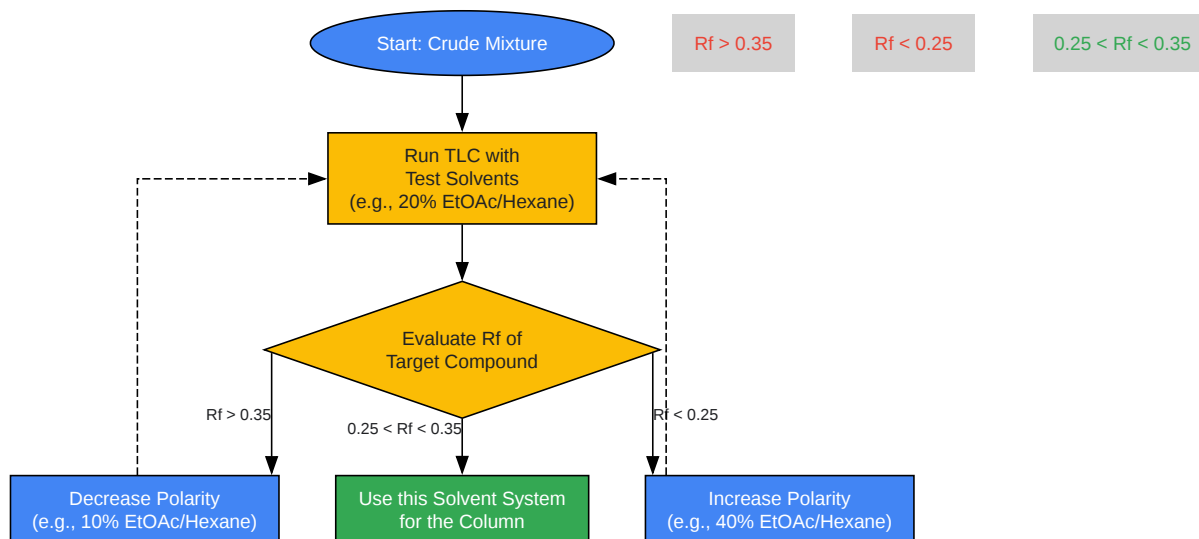 Start: Crude Mixture
Rf > 0.35
Rf < 0.25
0.25 < Rf < 0.35
Run TLC with
Test Solvents
(e.g., 20% EtOAc/Hexane)
Evaluate Rf of
Target Compound
Rf > 0.35
0.25 < Rf < 0.35
Rf < 0.25
Decrease Polarity
(e.g., 10% EtOAc/Hexane)
Use this Solvent System
for the Column
Increase Polarity
(e.g., 40% EtOAc/Hexane)